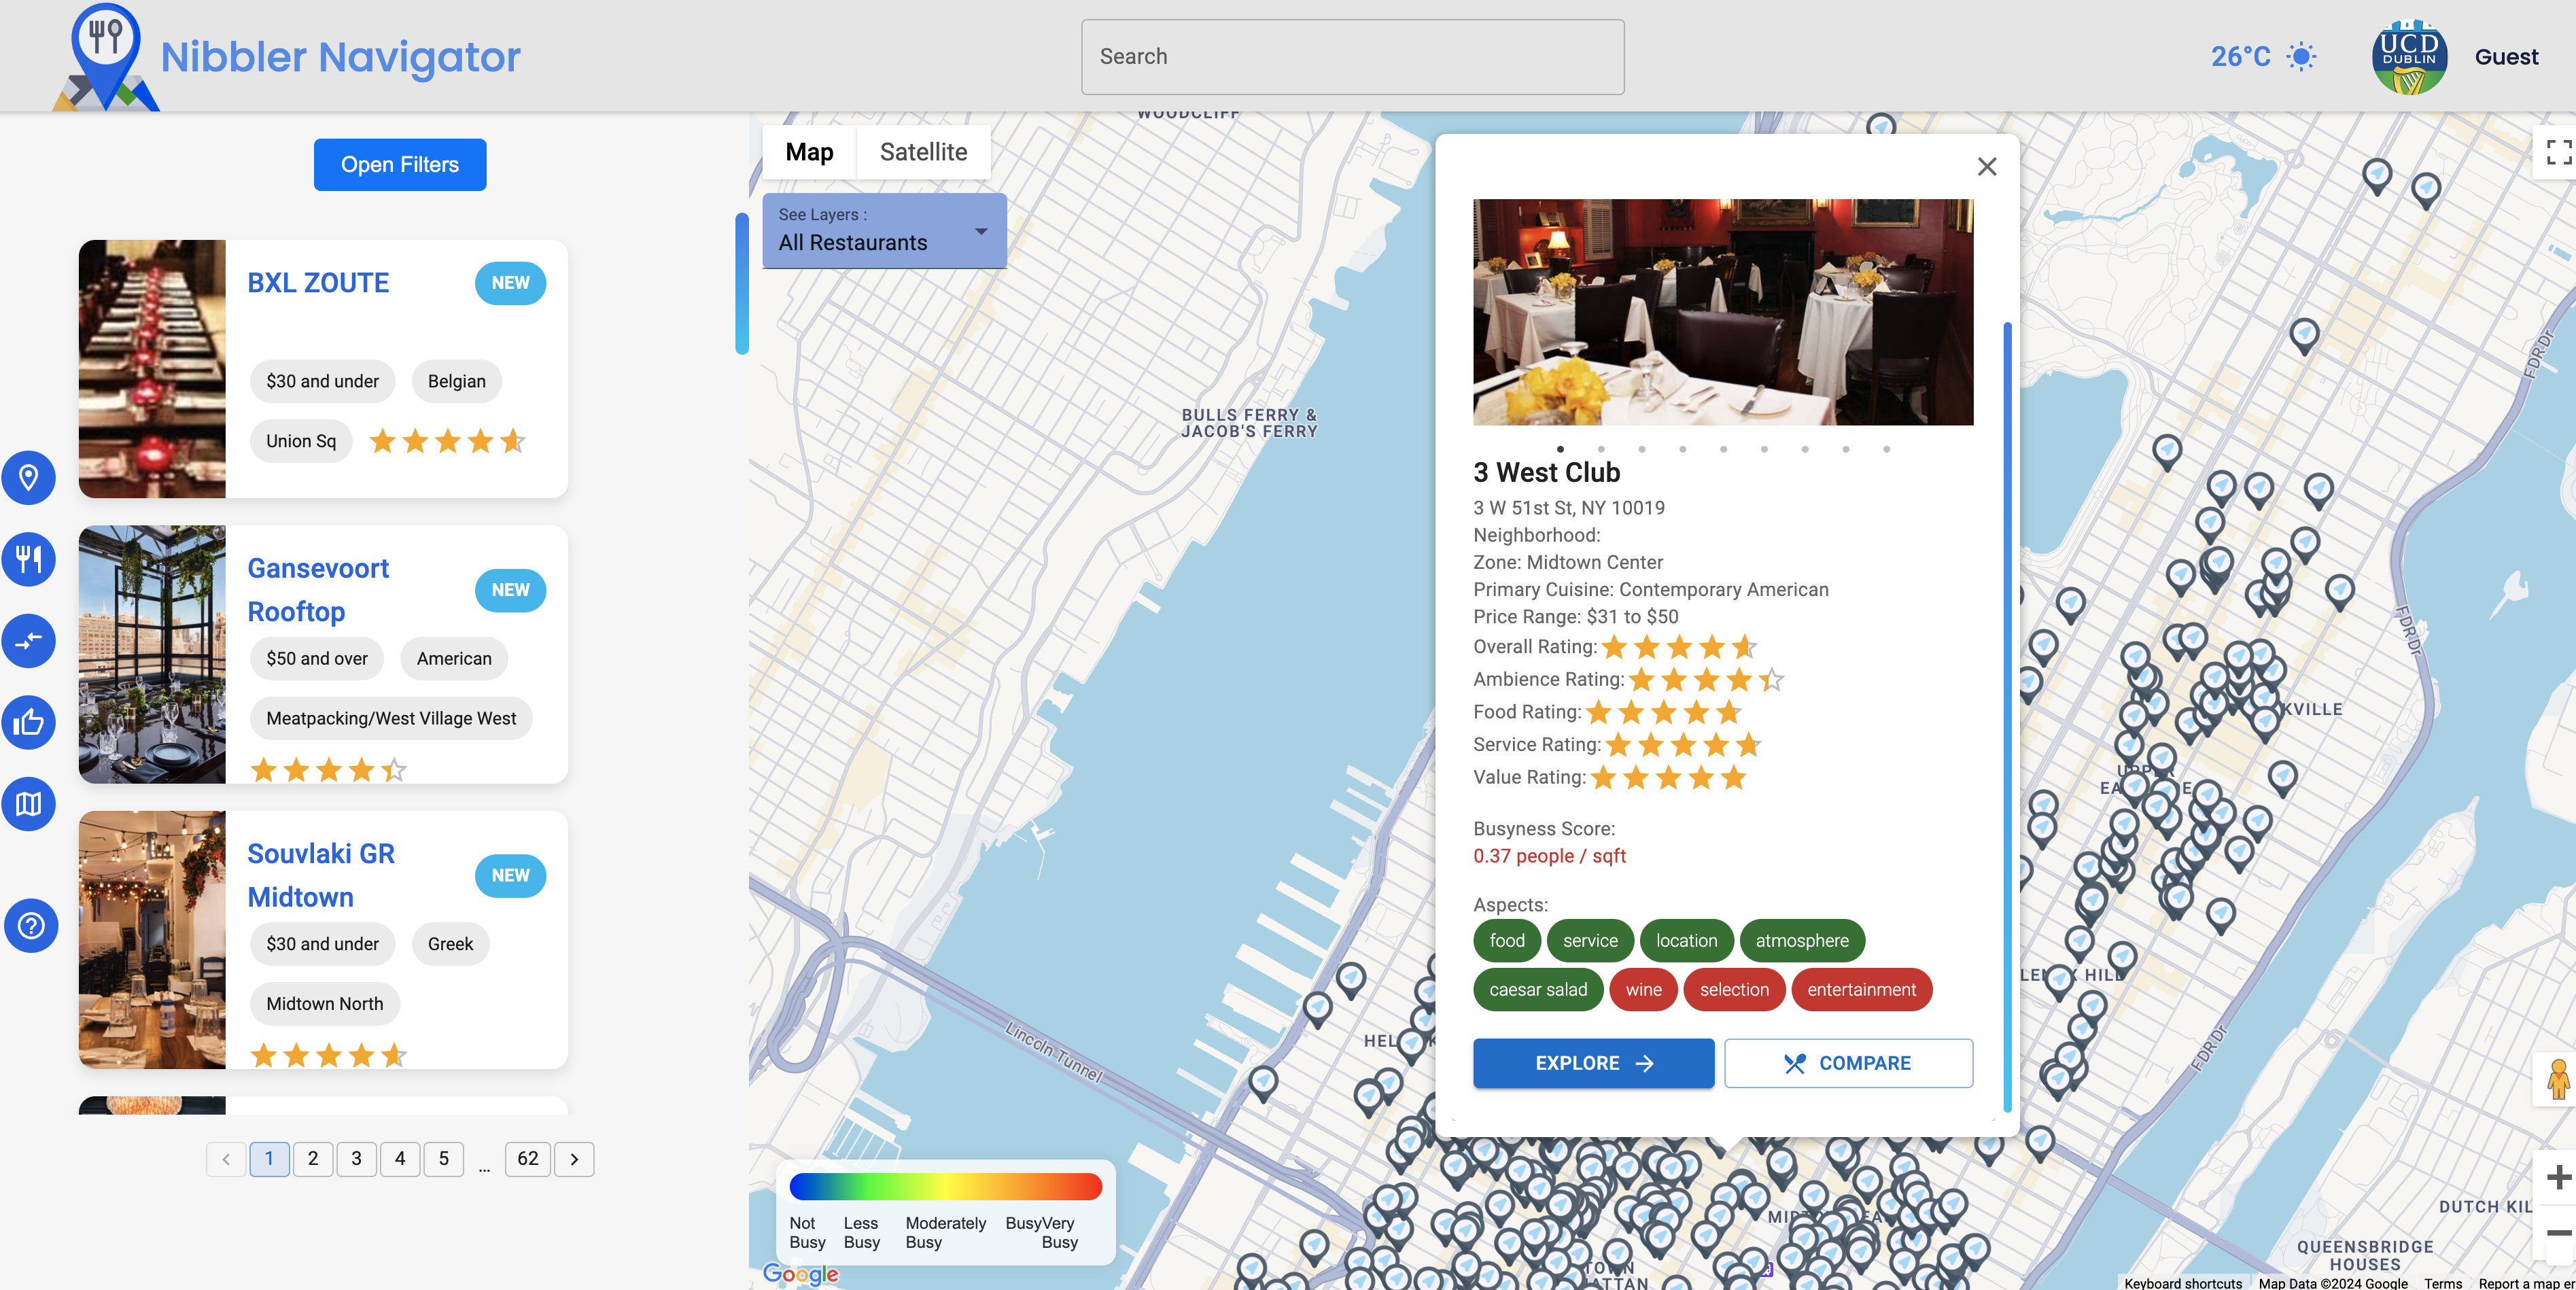 Nibbler Navigator
Search
26°C
UCD
DUBLIN
Guest
Open Filters
BXL ZOUTE
NEW
$30 and under
Belgian
Union Sq
Gansevoort
Rooftop
NEW
$50 and over
American
Meatpacking/West Village West
Souvlaki GR
Midtown
NEW
$30 and under
Greek
Midtown North
1
2
3
4
5
...
62
WOODCLIFF
Map
Satellite
See Layers :
All Restaurants
BULLS FERRY &
JACOB'S FERRY
Lincoln Tunnel
3 West Club
3 W 51st St, NY 10019
Neighborhood:
Zone: Midtown Center
Primary Cuisine: Contemporary American
Price Range: $31 to $50
Overall Rating:
Ambience Rating:
Food Rating:
Service Rating:
Value Rating:
Busyness Score:
0.37 people / sqft
Aspects:
food
service
location
atmosphere
caesar salad
wine
selection
entertainment
EXPLORE
COMPARE
FDR Dr
FDR Dr
FDR Dr
KVILLE
QUEENSBRIDGE
HOUSES
DUTCH KIL
Not Busy
Less Busy
Moderately Busy
Busy
Very Busy
Google
Keyboard shortcuts
Map Data ©2024 Google
Terms
Report a map er